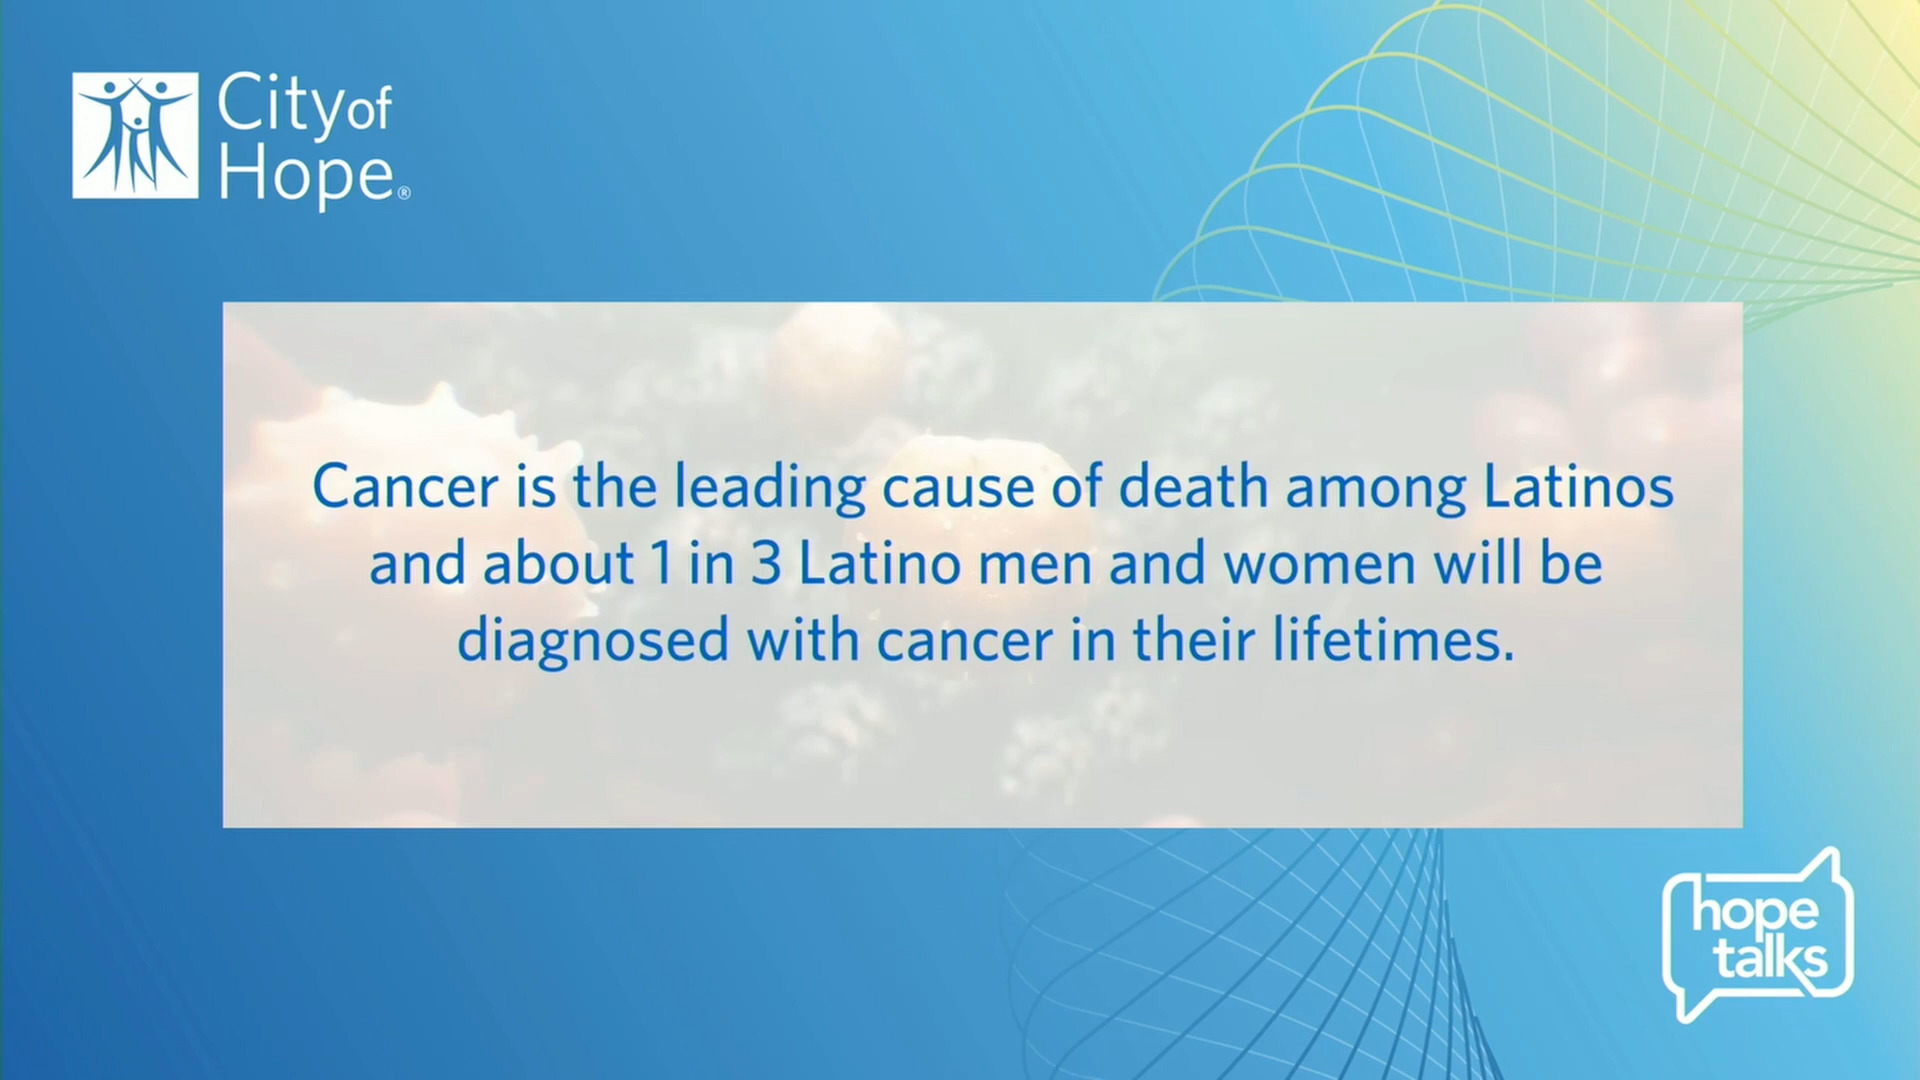 City of
Hope®
Cancer is the leading cause of death among Latinos
and about 1 in 3 Latino men and women will be
diagnosed with cancer in their lifetimes.
hope
talks